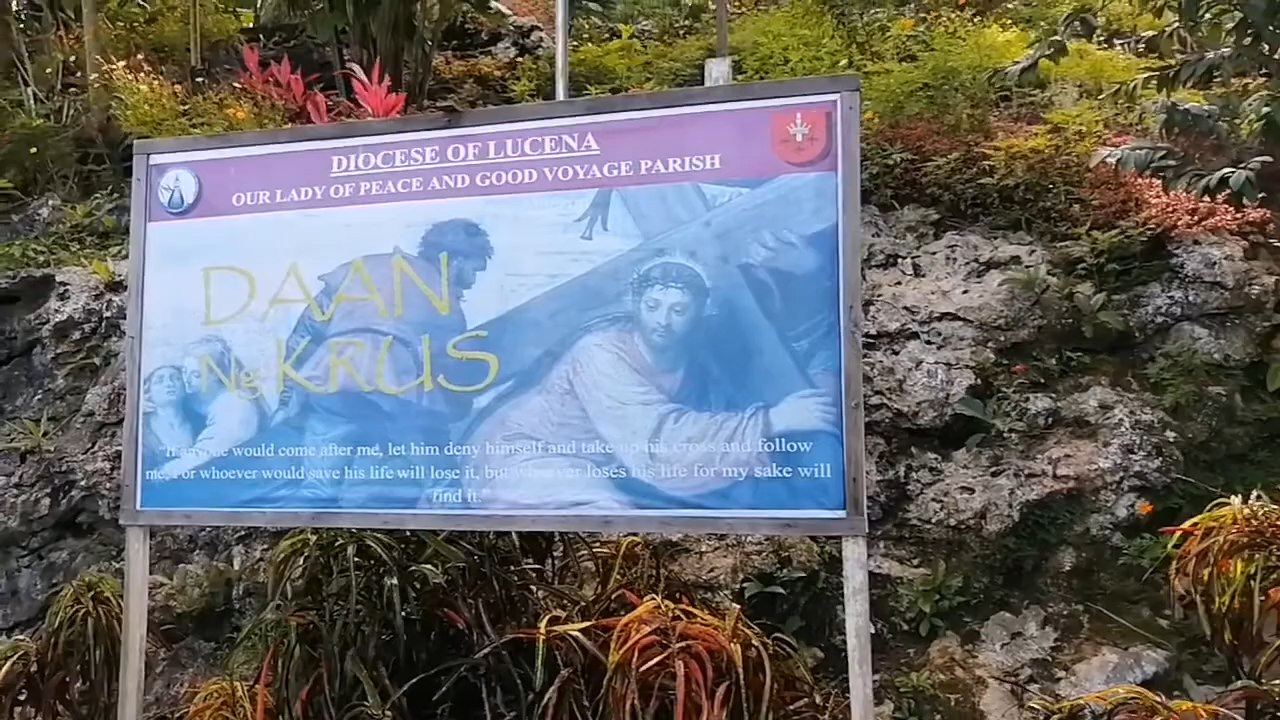 DIOCESE OF LUCENA
OUR LADY OF PEACE AND GOOD VOYAGE PARISH
DAAN
Ng KRUS
"If anyone would come after me, let him deny himself and take up his cross and follow
me, For whoever would save his life will lose it, but whoever loses his life for my sake will
find it."